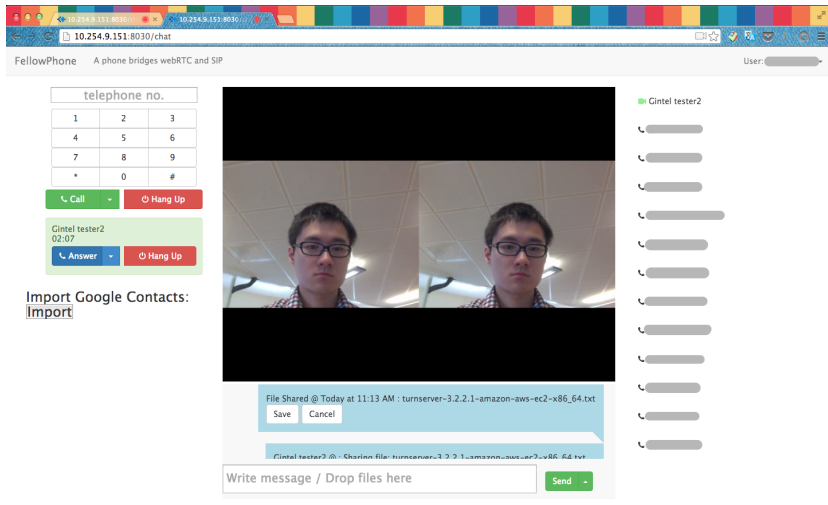 10.254.9.151:8030/
10.254.9.151:8030/
10.254.9.151:8030/chat
FellowPhone A phone bridges webRTC and SIP User:
telephone no.
1 2 3
4 5 6
7 8 9
* 0 #
Call Hang Up
Gintel tester2
02:07
Answer Hang Up
Import Google Contacts:
Import
Gintel tester2
File Shared @ Today at 11:13 AM : turnserver-3.2.2.1-amazon-aws-ec2-x86_64.txt
Save Cancel
Gintel tester2 @ : Sharing file: turnserver-3.2.2.1-amazon-aws-ec2-x86_64.txt
Write message / Drop files here
Send